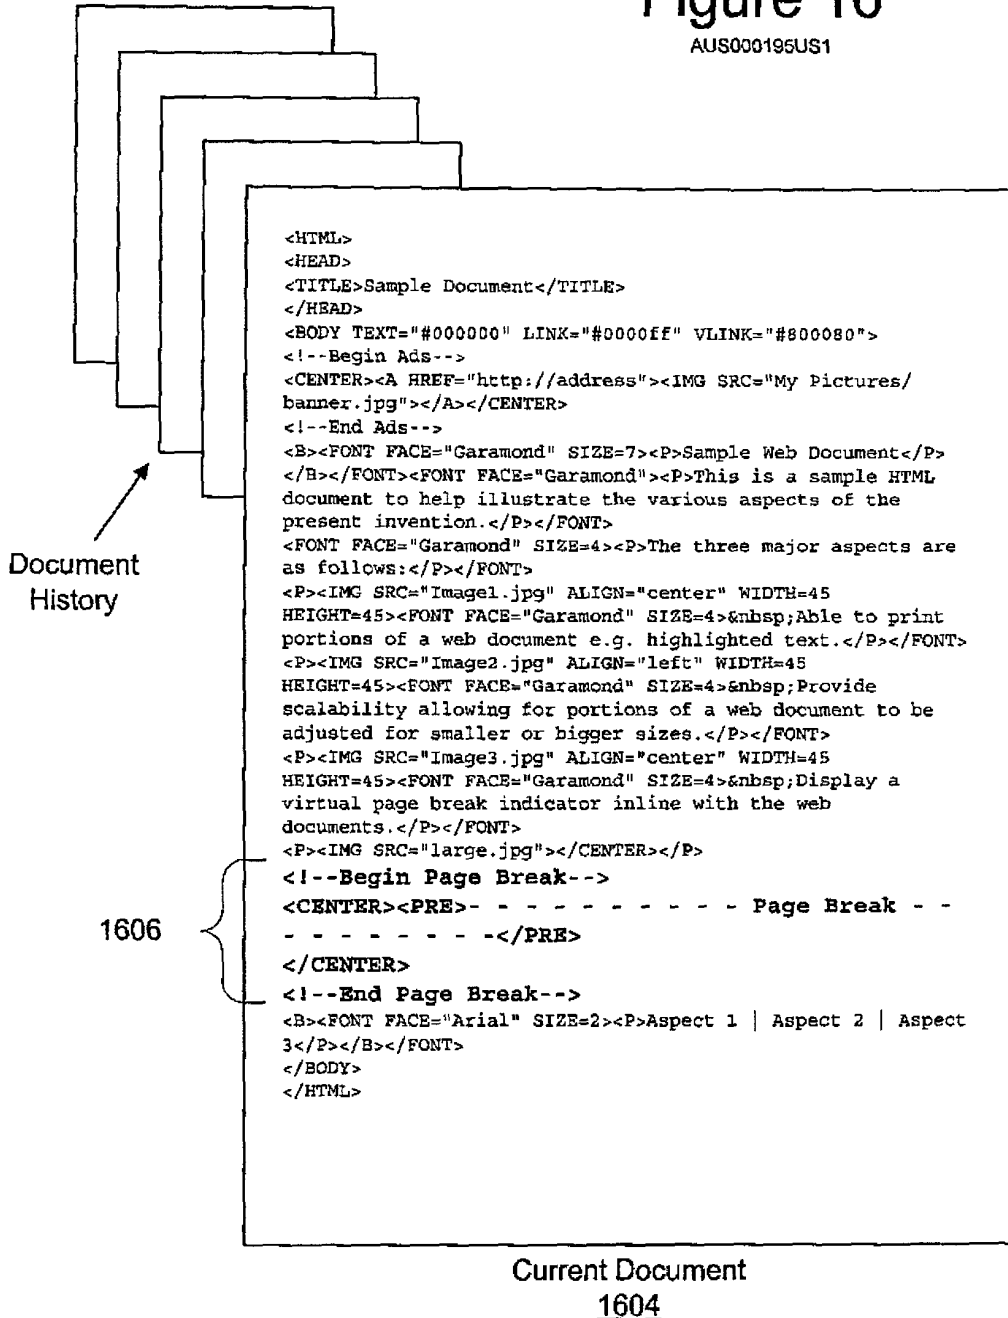 Figure 16
AUS000195US1
<HTML>
<HEAD>
<TITLE>Sample Document</TITLE>
</HEAD>
<BODY TEXT="#000000" LINK="#0000ff" VLINK="#800080">
<!--Begin Ads-->
<CENTER><A HREF="http://address"><IMG SRC="My Pictures/
banner.jpg"></A></CENTER>
<!--End Ads-->
<B><FONT FACE="Garamond" SIZE=7><P>Sample Web Document</P>
</B></FONT><FONT FACE="Garamond"><P>This is a sample HTML
document to help illustrate the various aspects of the
present invention.</P></FONT>
<FONT FACE="Garamond" SIZE=4><P>The three major aspects are
as follows:</P></FONT>
<P><IMG SRC="Image1.jpg" ALIGN="center" WIDTH=45
HEIGHT=45><FONT FACE="Garamond" SIZE=4>&nbsp;Able to print
portions of a web document e.g. highlighted text.</P></FONT>
<P><IMG SRC="Image2.jpg" ALIGN="left" WIDTH=45
HEIGHT=45><FONT FACE="Garamond" SIZE=4>&nbsp;Provide
scalability allowing for portions of a web document to be
adjusted for smaller or bigger sizes.</P></FONT>
<P><IMG SRC="Image3.jpg" ALIGN="center" WIDTH=45
HEIGHT=45><FONT FACE="Garamond" SIZE=4>&nbsp;Display a
virtual page break indicator inline with the web
documents.</P></FONT>
<P><IMG SRC="large.jpg"></CENTER></P>
<!--Begin Page Break-->
<CENTER><PRE>- - - - - - - - - - - Page Break - -
- - - - - - - -</PRE>
</CENTER>
<!--End Page Break-->
<B><FONT FACE="Arial" SIZE=2><P>Aspect 1 | Aspect 2 | Aspect
3</P></B></FONT>
</BODY>
</HTML>
Document
History
1606
Current Document
1604